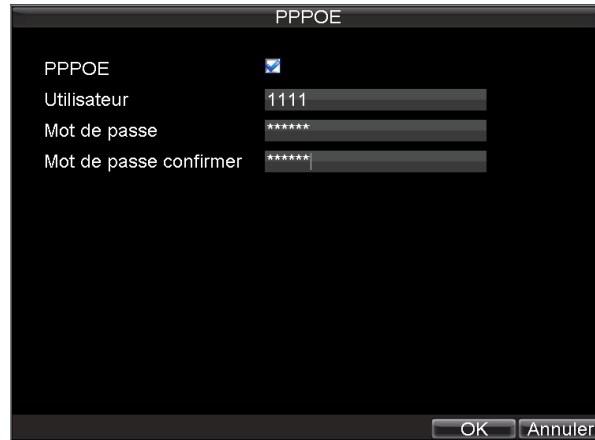 PPPOE
PPPOE
Utilisateur 1111
Mot de passe ******
Mot de passe confirmer ******
OK Annuler